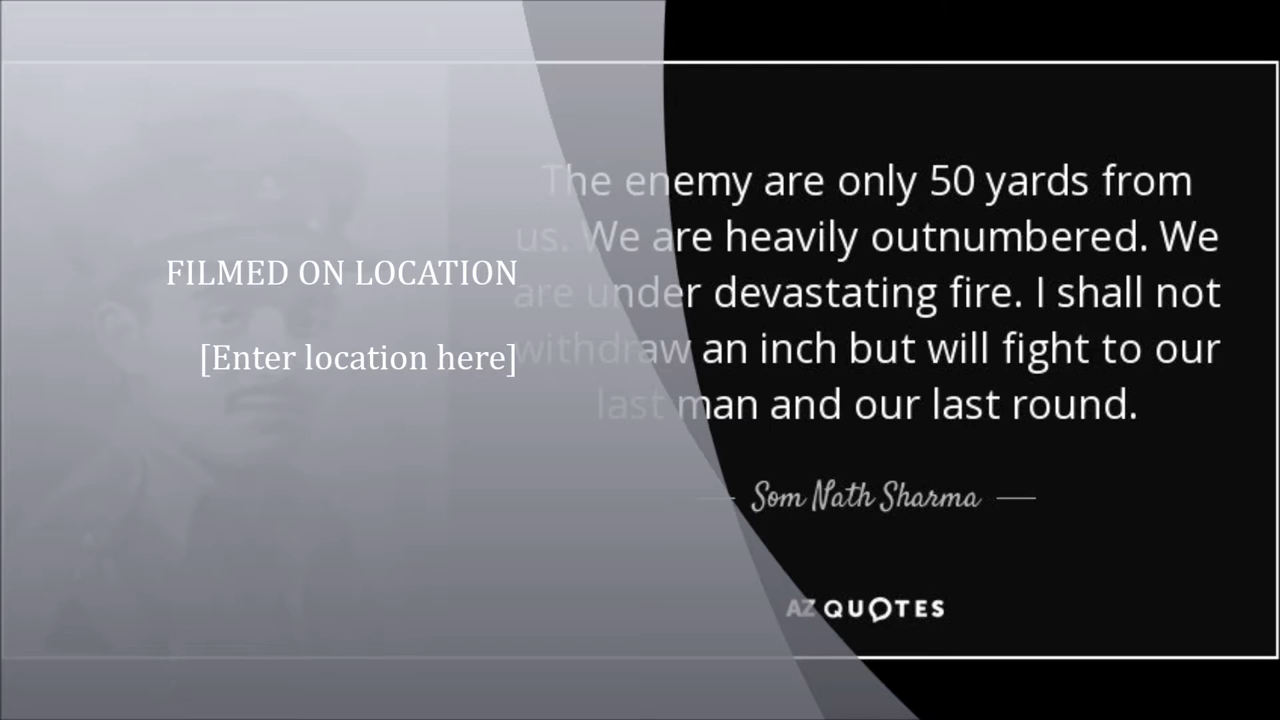 FILMED ON LOCATION
[Enter location here]
The enemy are only 50 yards from
us. We are heavily outnumbered. We
are under devastating fire. I shall not
withdraw an inch but will fight to our
last man and our last round.
Som Nath Sharma
AZ QUOTES